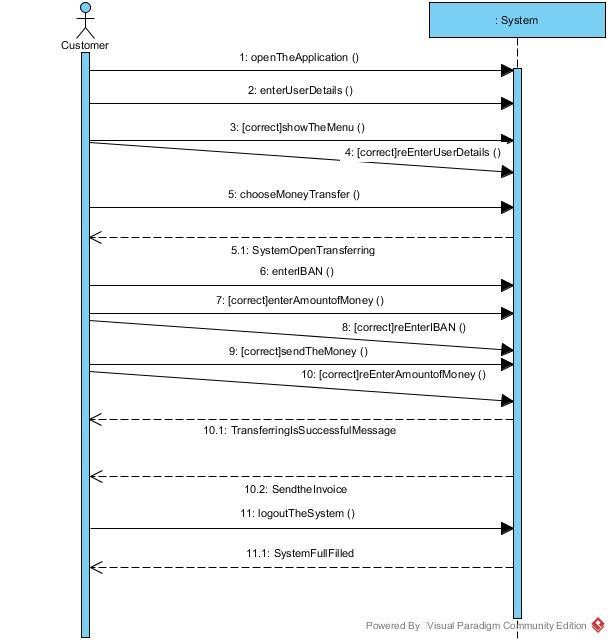 : System
Customer
1: openTheApplication ()
2: enterUserDetails ()
3: [correct]showTheMenu ()
4: [correct]reEnterUserDetails ()
5: chooseMoneyTransfer ()
5.1: SystemOpenTransferring
6: enterIBAN ()
7: [correct]enterAmountofMoney ()
8: [correct]reEnterIBAN ()
9: [correct]sendTheMoney ()
10: [correct]reEnterAmountofMoney ()
10.1: TransferringIsSuccessfulMessage
10.2: SendtheInvoice
11: logoutTheSystem ()
11.1: SystemFullFilled
Powered By Visual Paradigm Community Edition